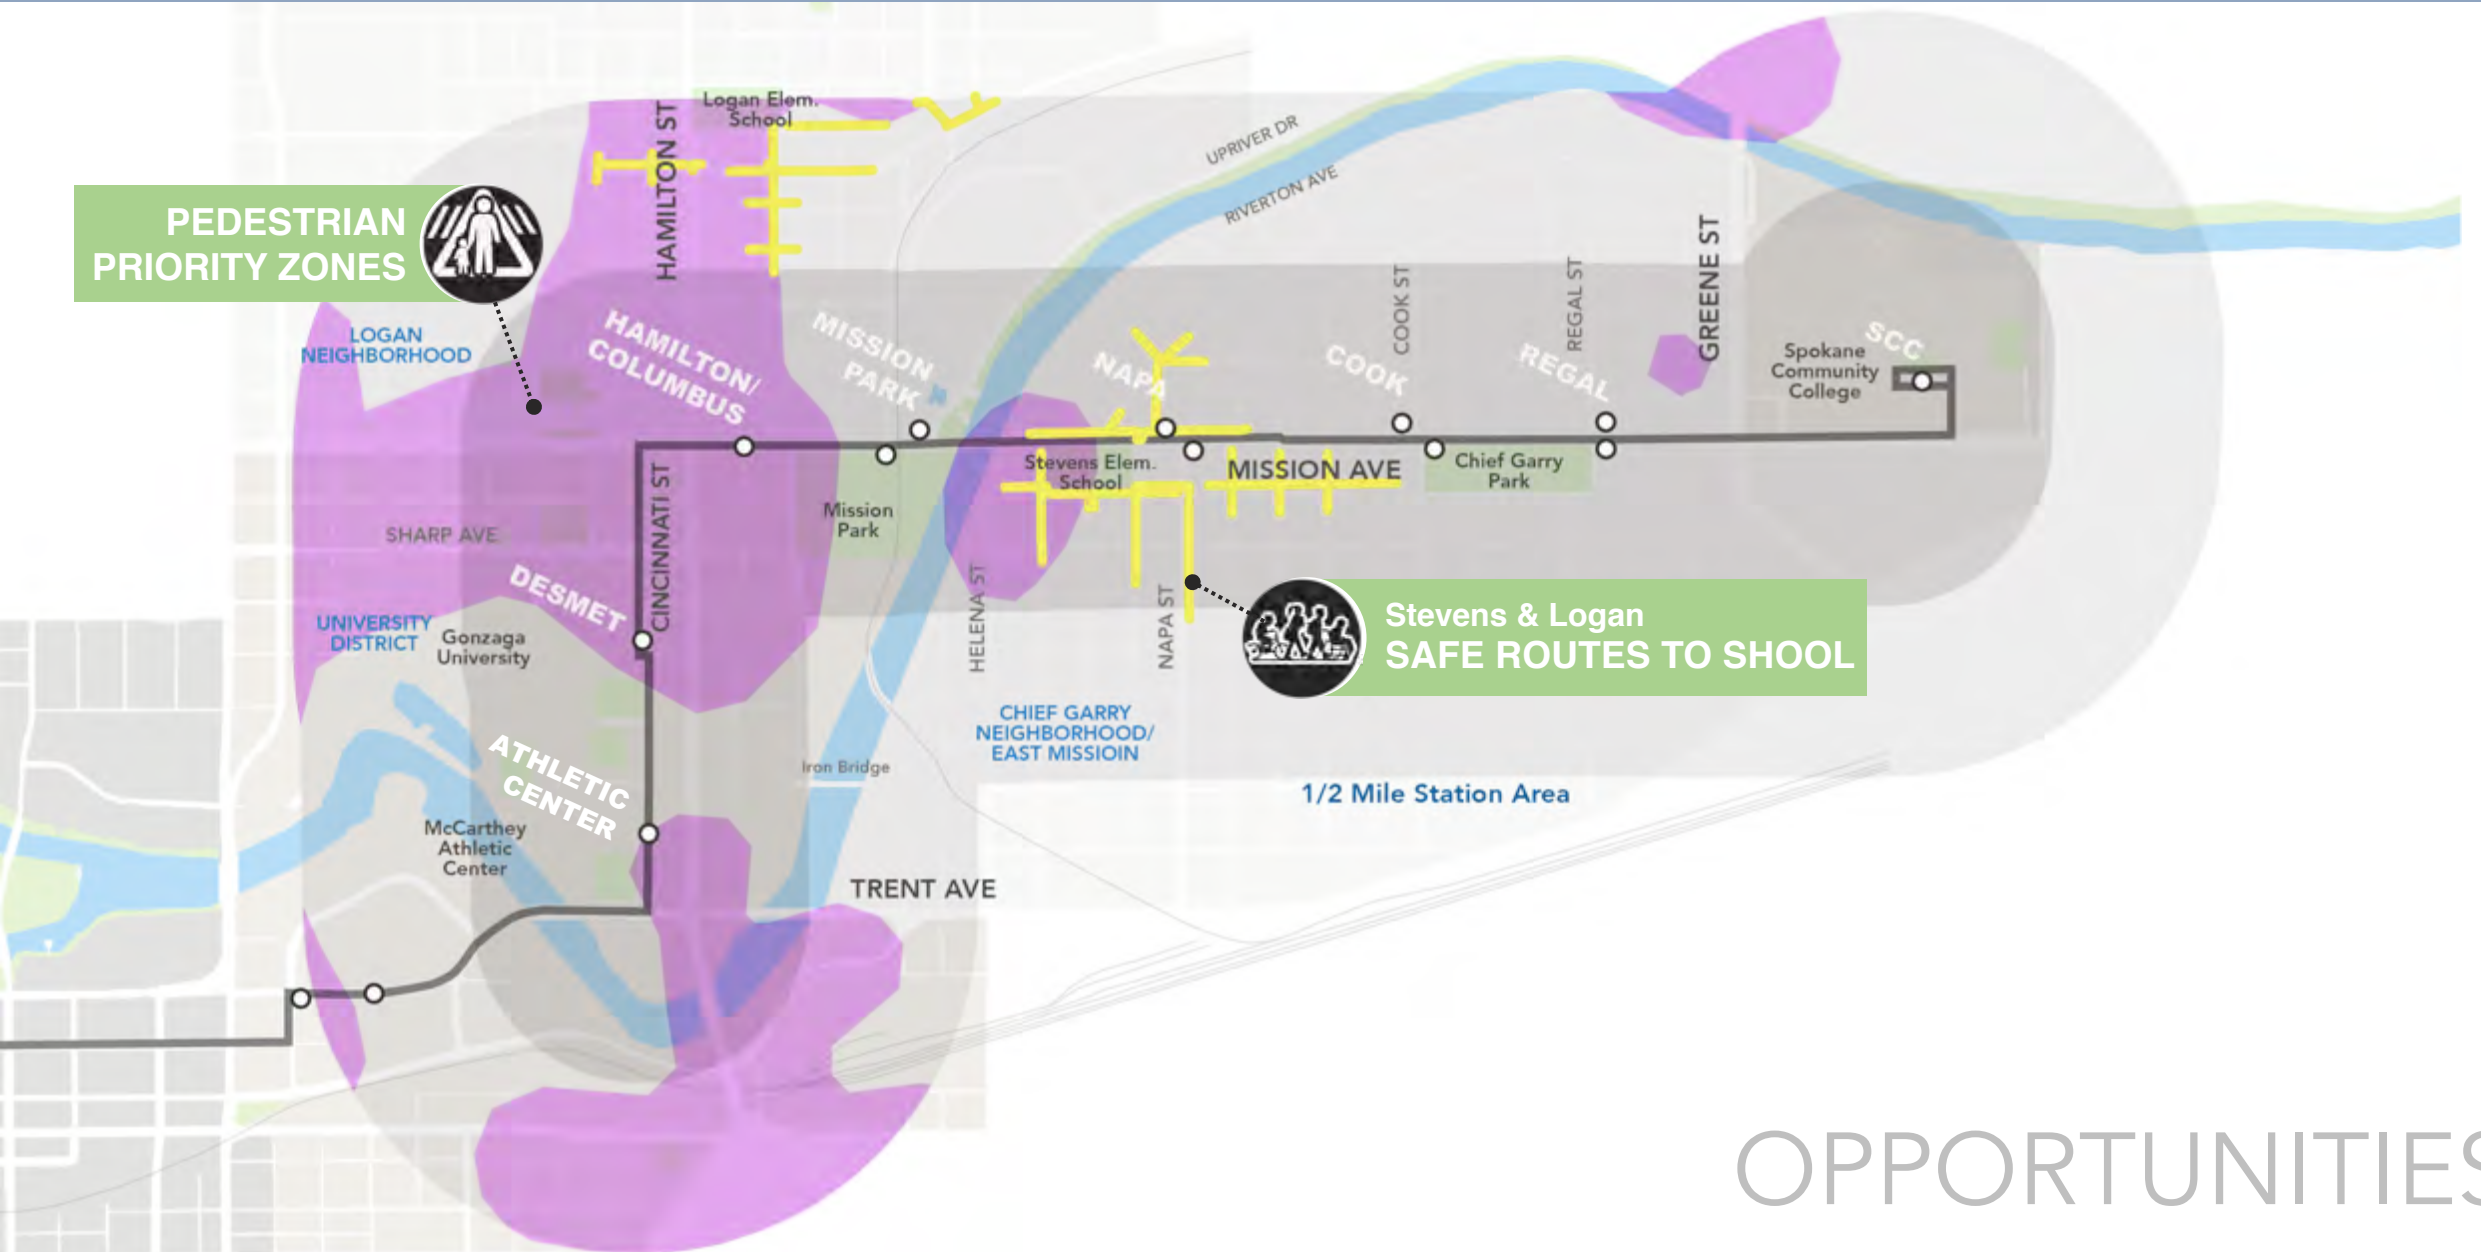 Logan Elem.
School
HAMILTON ST
UPRIVER DR
RIVERTON AVE
PEDESTRIAN
PRIORITY ZONES
LOGAN
NEIGHBORHOOD
HAMILTON/
COLUMBUS
MISSION
PARK
NAPA
COOK
COOK ST
REGAL
REGAL ST
GREENE ST
SCC
Spokane
Community
College
Stevens Elem.
School
MISSION AVE
Chief Garry
Park
Mission
Park
SHARP AVE
CINCINNATI ST
DESMET
UNIVERSITY
DISTRICT
Gonzaga
University
HELENA ST
NAPA ST
Stevens & Logan
SAFE ROUTES TO SHOOL
CHIEF GARRY
NEIGHBORHOOD/
EAST MISSIOIN
ATHLETIC
CENTER
Iron Bridge
1/2 Mile Station Area
McCarthey
Athletic
Center
TRENT AVE
OPPORTUNITIES